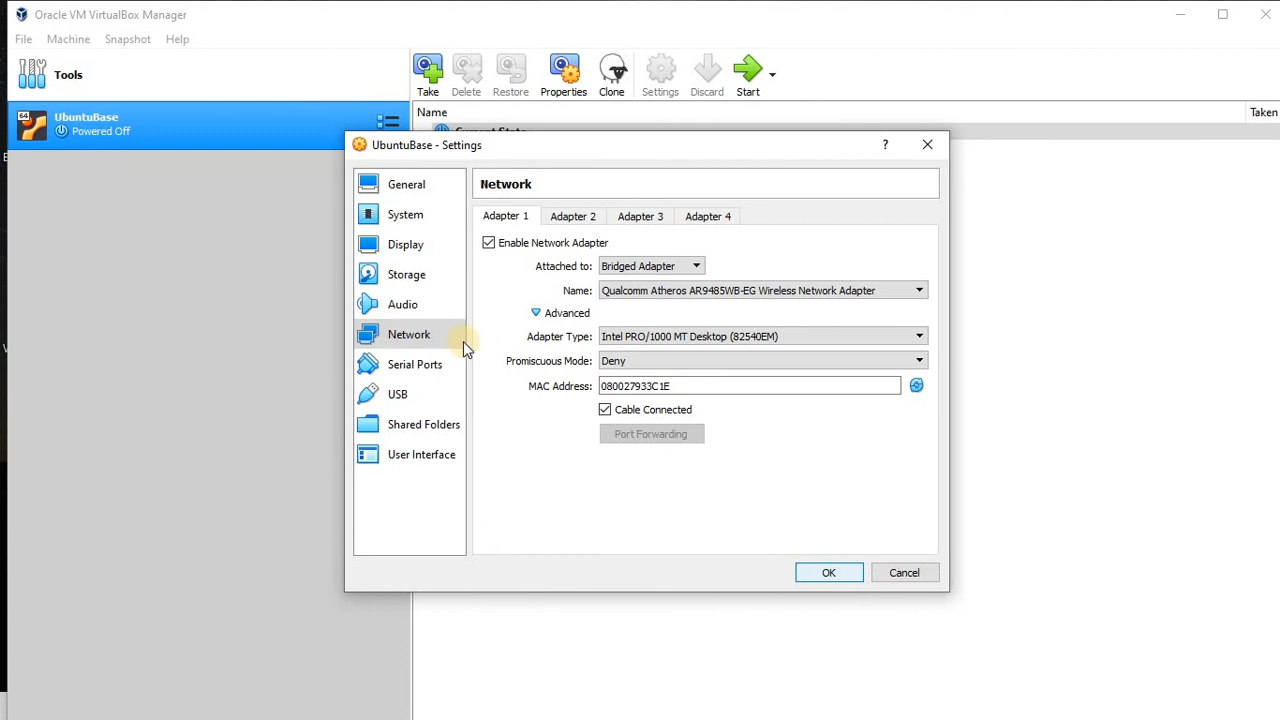 Oracle VM VirtualBox Manager
File Machine Snapshot Help
Tools
Take Delete Restore Properties Clone Settings Discard Start
Name Taken
64 UbuntuBase
Powered Off
Current State
UbuntuBase - Settings ?
General
System
Display
Storage
Audio
Network
Serial Ports
USB
Shared Folders
User Interface
Network
Adapter 1 Adapter 2 Adapter 3 Adapter 4
Enable Network Adapter
Attached to: Bridged Adapter
Name: Qualcomm Atheros AR9485WB-EG Wireless Network Adapter
Advanced
Adapter Type: Intel PRO/1000 MT Desktop (82540EM)
Promiscuous Mode: Deny
MAC Address: 080027933C1E
Cable Connected
Port Forwarding
OK Cancel